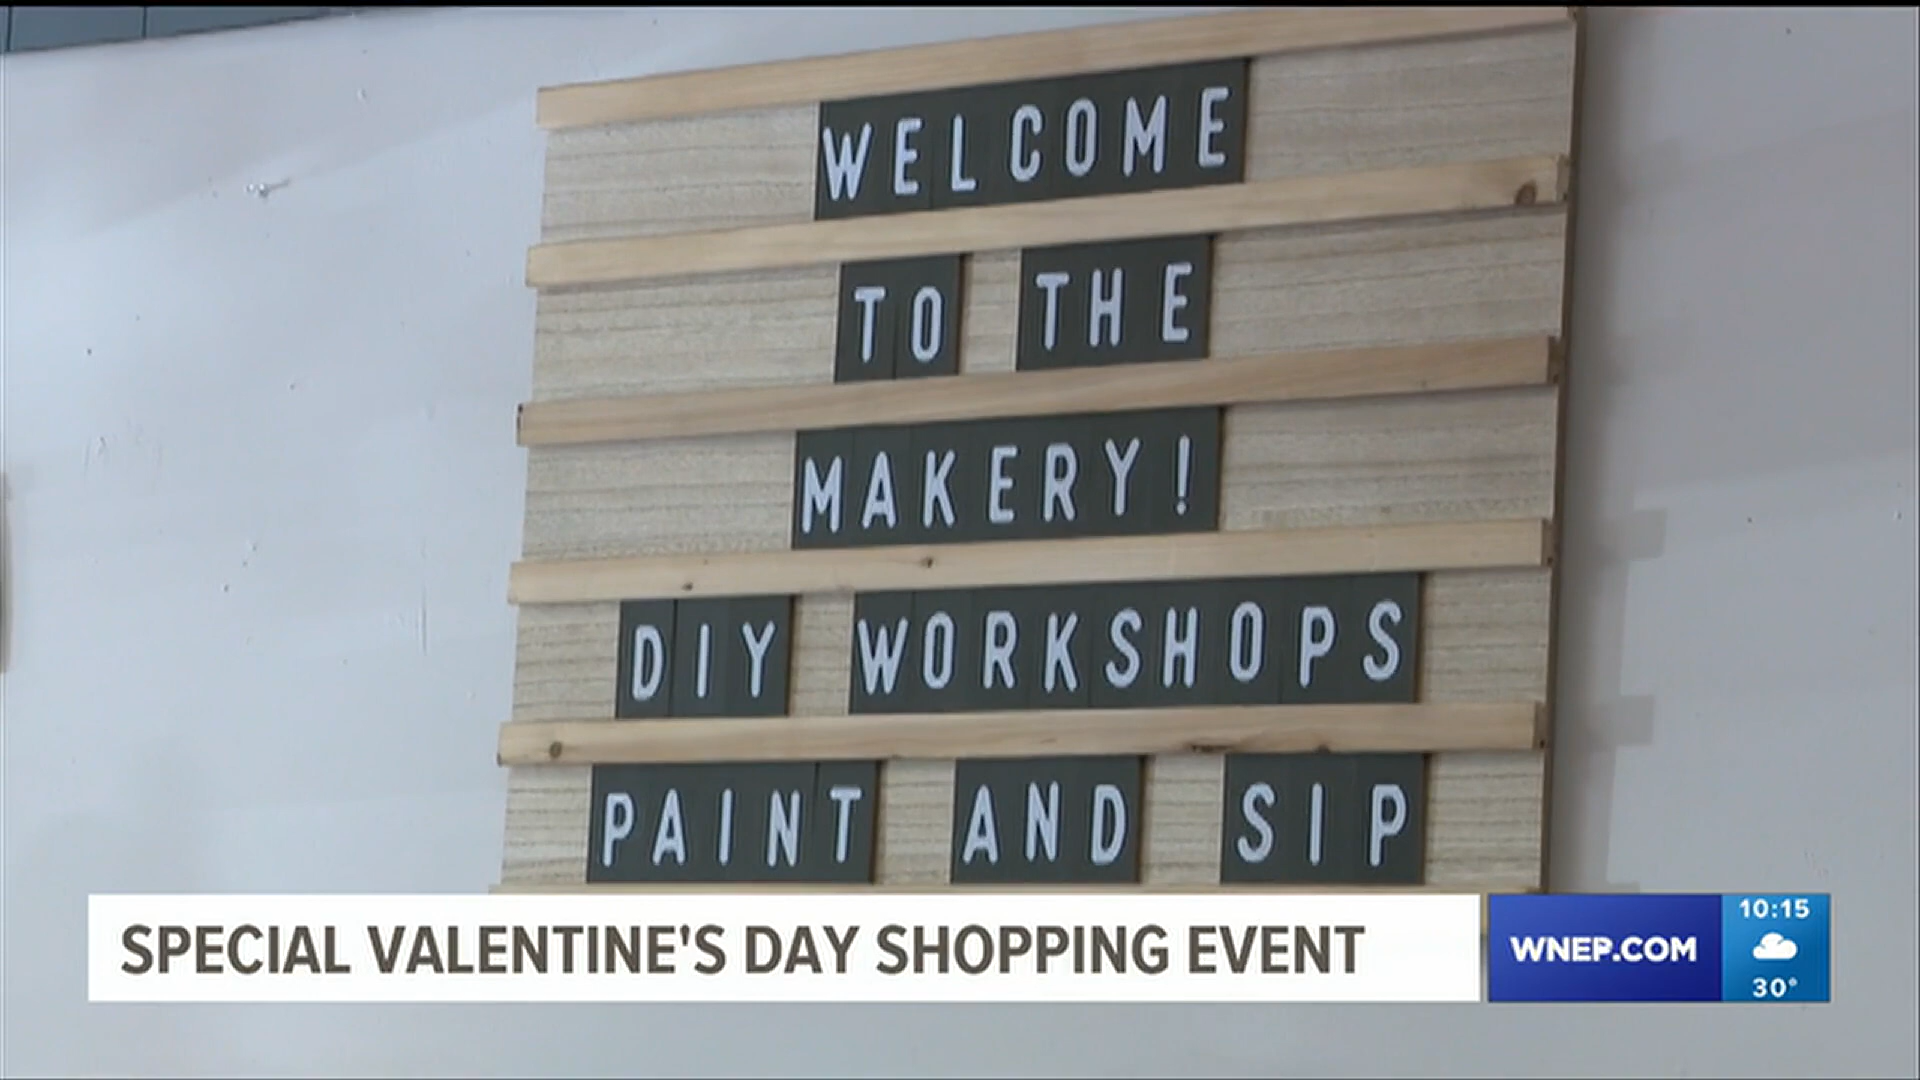 WELCOME
TO THE
MAKERY!
DIY WORKSHOPS
PAINT AND SIP
SPECIAL VALENTINE'S DAY SHOPPING EVENT
WNEP.COM
10:15
30°